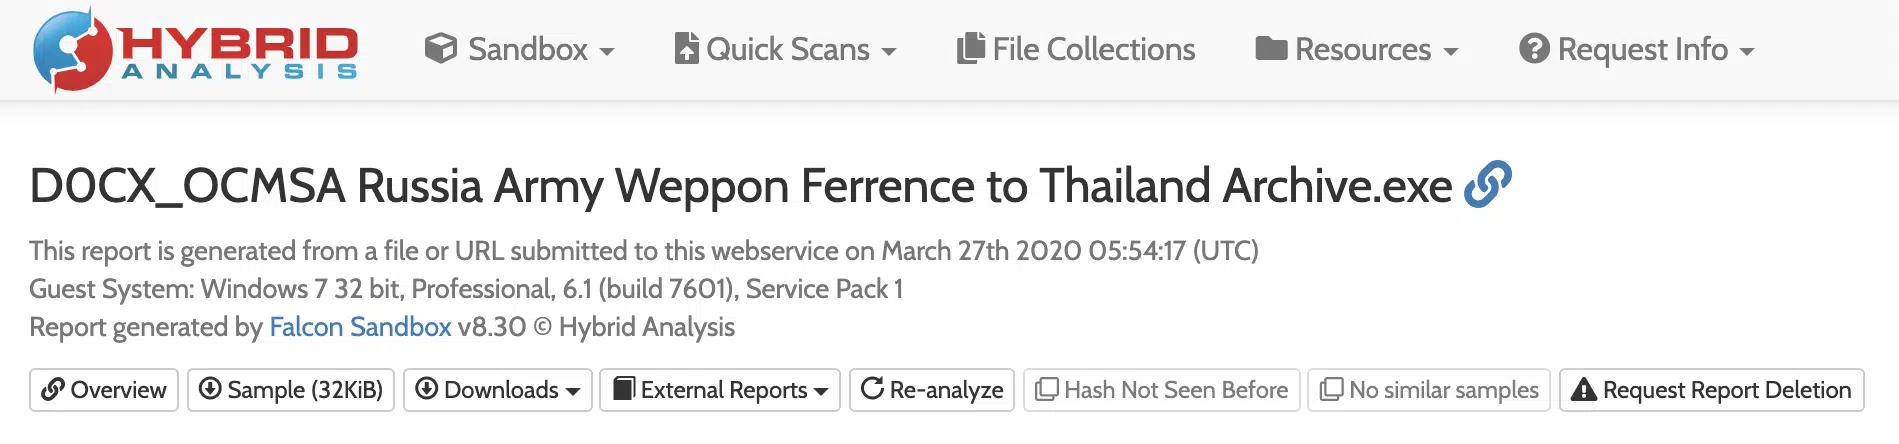 HYBRID
ANALYSIS
Sandbox Quick Scans File Collections Resources Request Info
D0CX_OCMSA Russia Army Weppon Ferrence to Thailand Archive.exe
This report is generated from a file or URL submitted to this webservice on March 27th 2020 05:54:17 (UTC)
Guest System: Windows 7 32 bit, Professional, 6.1 (build 7601), Service Pack 1
Report generated by Falcon Sandbox v8.30 © Hybrid Analysis
Overview Sample (32KiB) Downloads External Reports Re-analyze Hash Not Seen Before No similar samples Request Report Deletion